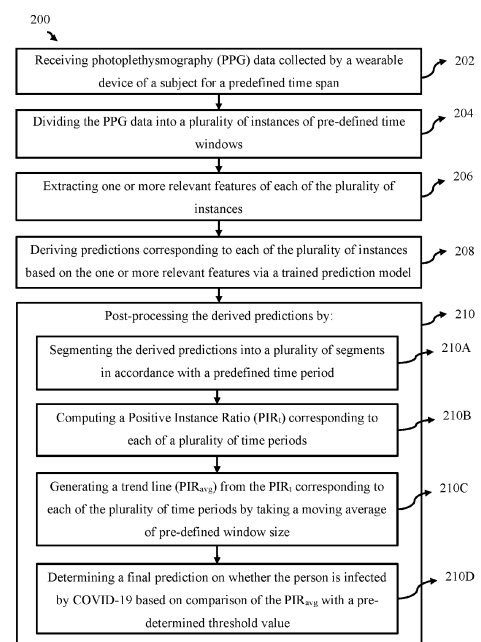 200
Receiving photoplethysmography (PPG) data collected by a wearable
device of a subject for a predefined time span
202
Dividing the PPG data into a plurality of instances of pre-defined time
windows
204
Extracting one or more relevant features of each of the plurality of
instances
206
Deriving predictions corresponding to each of the plurality of instances
based on the one or more relevant features via a trained prediction model
208
Post-processing the derived predictions by:
210
Segmenting the derived predictions into a plurality of segments
in accordance with a predefined time period
210A
Computing a Positive Instance Ratio (PIRt) corresponding to
each of a plurality of time periods
210B
Generating a trend line (PIRavg) from the PIRt corresponding to
each of the plurality of time periods by taking a moving average
of pre-defined window size
210C
Determining a final prediction on whether the person is infected
by COVID-19 based on comparison of the PIRavg with a pre-
determined threshold value
210D